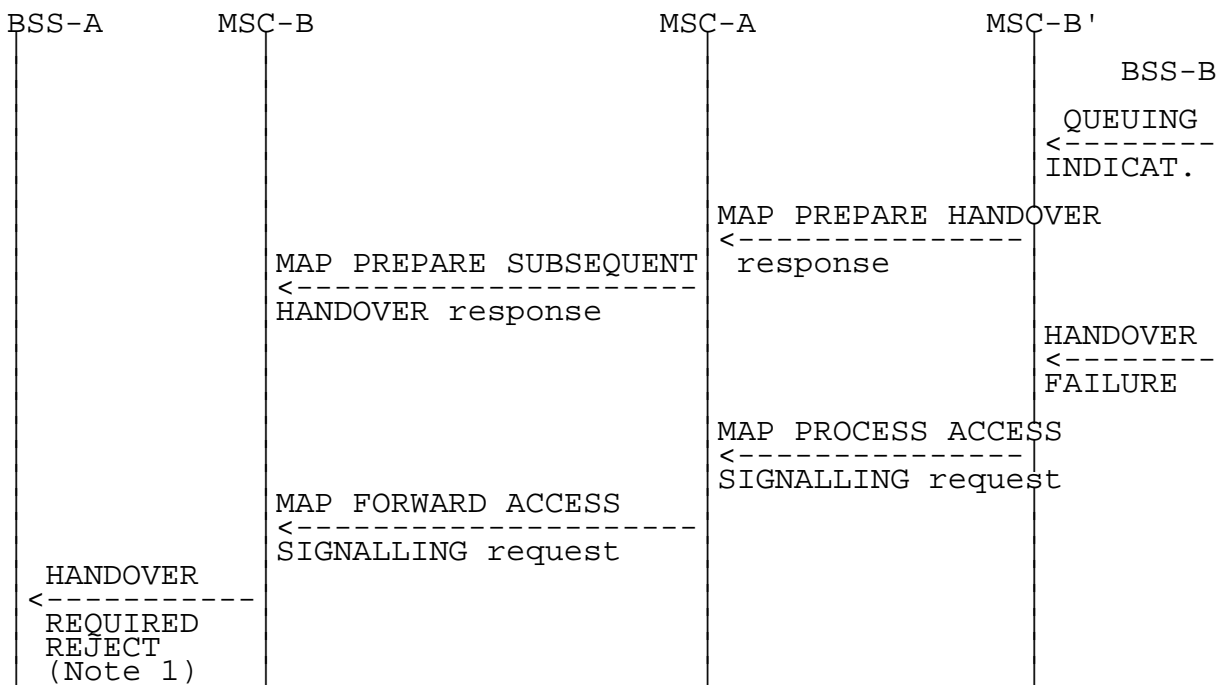 BSS-A MSC-B MSC-A MSC-B'
BSS-B
QUEUING
INDICAT.
MAP PREPARE HANDOVER
response
MAP PREPARE SUBSEQUENT
HANDOVER response
HANDOVER
FAILURE
MAP PROCESS ACCESS
SIGNALLING request
MAP FORWARD ACCESS
SIGNALLING request
HANDOVER
REQUIRED
REJECT
(Note 1)